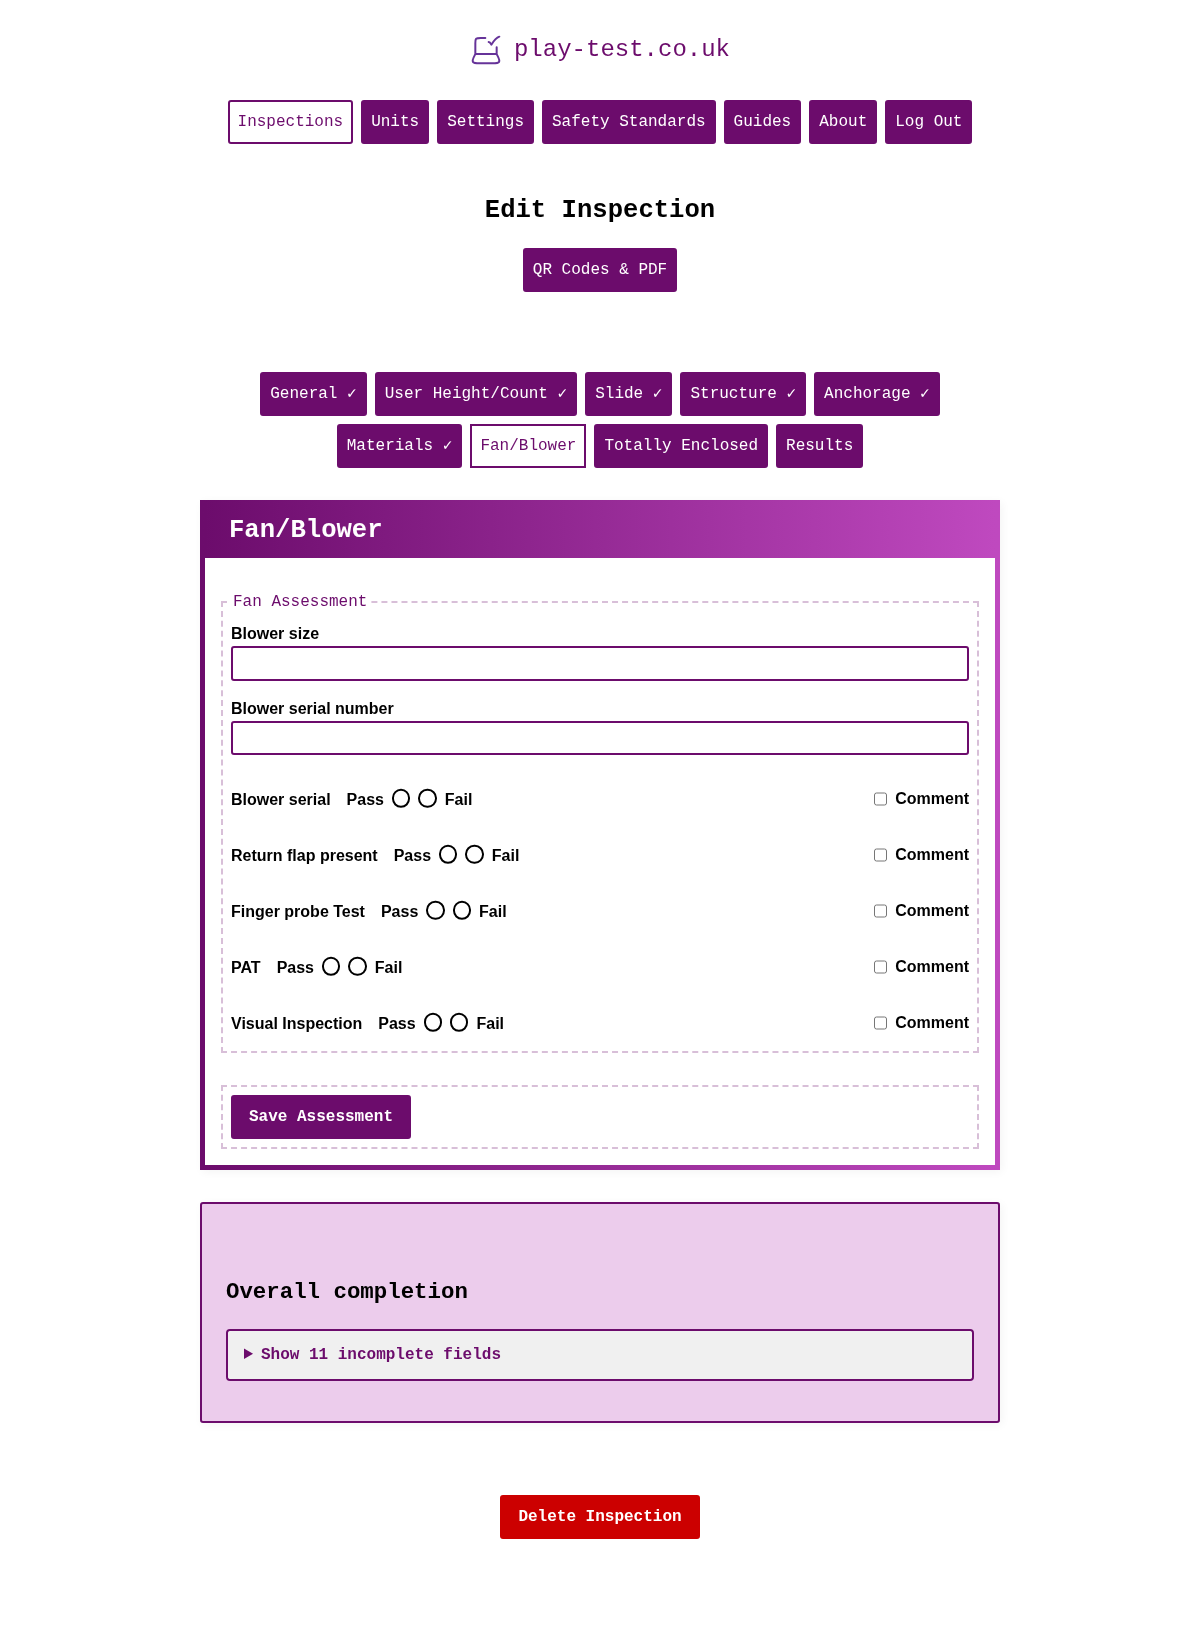 play-test.co.uk
Inspections Units Settings Safety Standards Guides About Log Out
Edit Inspection
QR Codes & PDF
General ✓ User Height/Count ✓ Slide ✓ Structure ✓ Anchorage ✓
Materials ✓ Fan/Blower Totally Enclosed Results
Fan/Blower
Fan Assessment
Blower size
Blower serial number
Blower serial Pass Fail Comment
Return flap present Pass Fail Comment
Finger probe Test Pass Fail Comment
PAT Pass Fail Comment
Visual Inspection Pass Fail Comment
Save Assessment
Overall completion
Show 11 incomplete fields
Delete Inspection